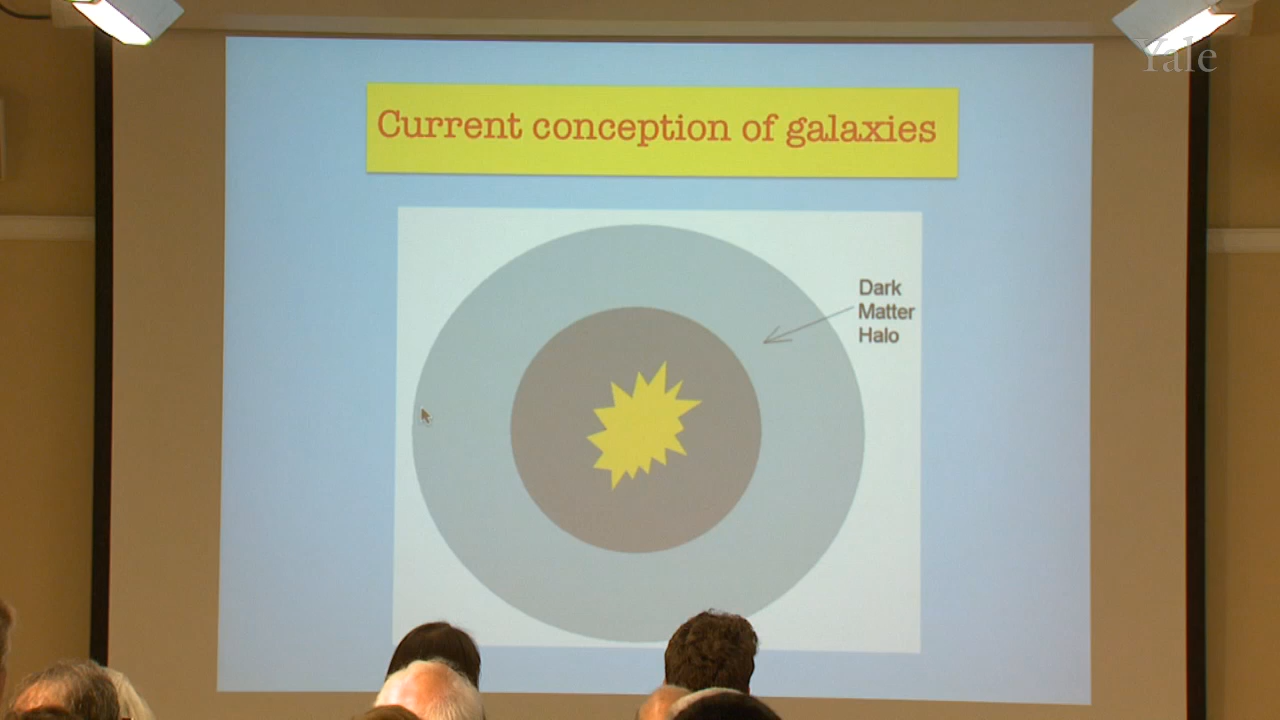 Yale
Current conception of galaxies
Dark
Matter
Halo